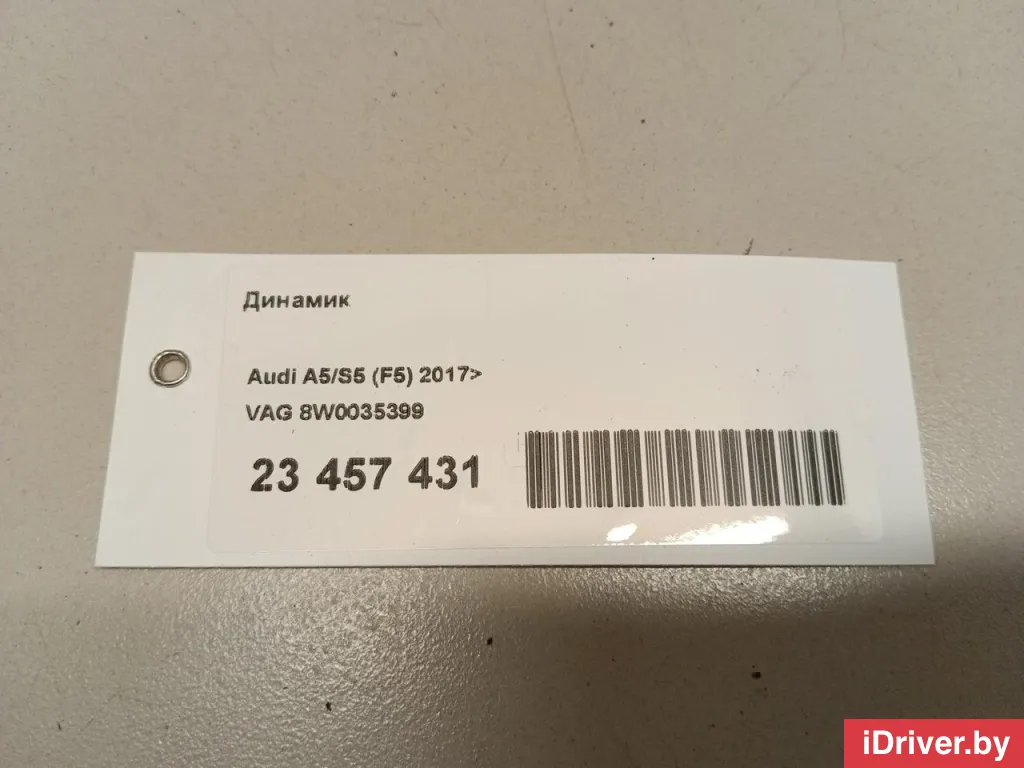 Динамик
Audi A5/S5 (F5) 2017>
VAG 8W0035399
23 457 431
iDriver.by